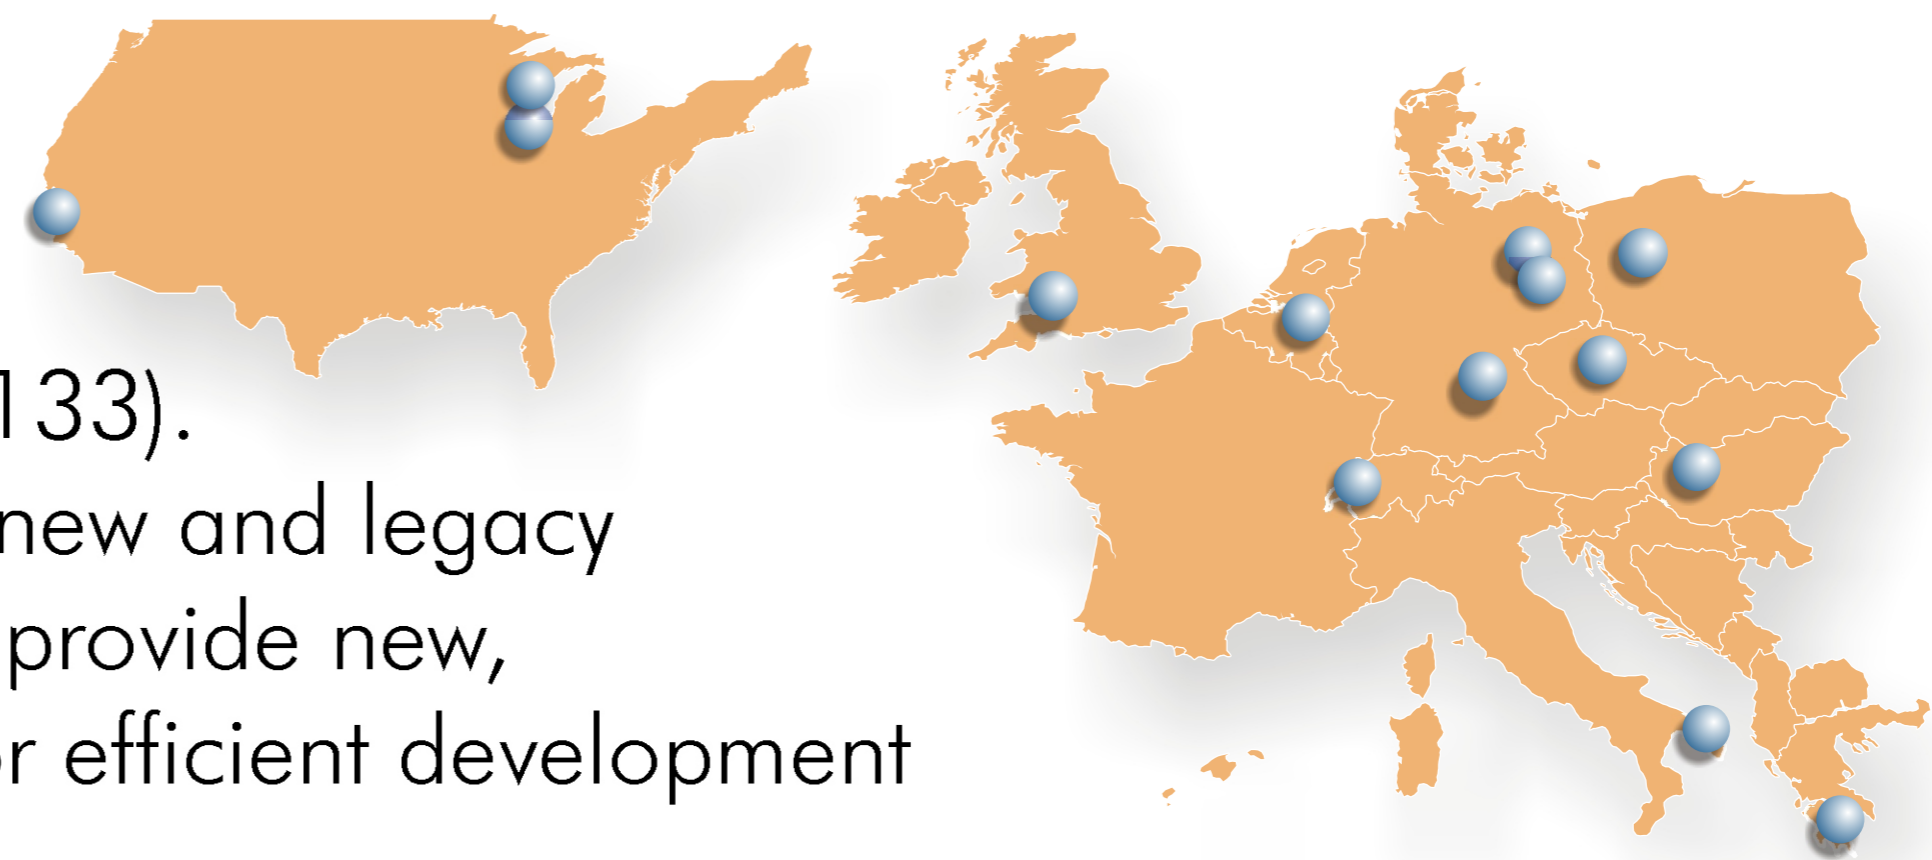 133).
new and legacy
provide new,
r efficient development